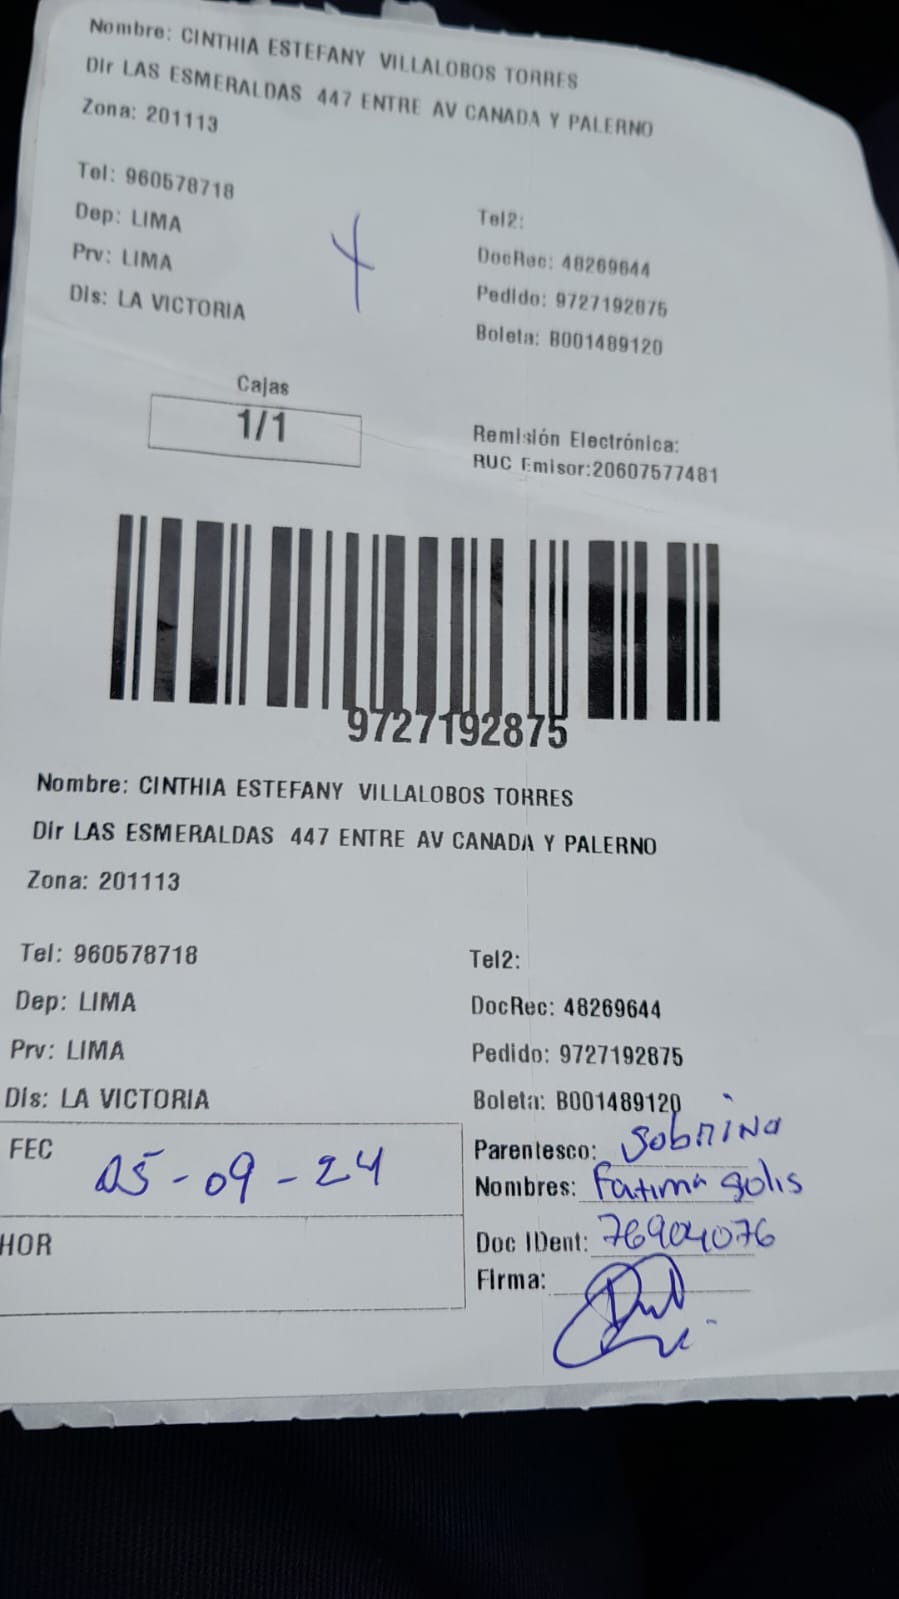 Nombre: CINTHIA ESTEFANY VILLALOBOS TORRES
Dir LAS ESMERALDAS 447 ENTRE AV CANADA Y PALERNO
Zona: 201113
Tel: 960578718
Tel2:
Dep: LIMA
DocRec: 48269644
Prv: LIMA
Pedido: 9727192875
Dis: LA VICTORIA
Boleta: B001489120
Cajas
1/1
Remisión Electrónica:
RUC Emisor:20607577481
9727192875
Nombre: CINTHIA ESTEFANY VILLALOBOS TORRES
Dir LAS ESMERALDAS 447 ENTRE AV CANADA Y PALERNO
Zona: 201113
Tel: 960578718
Tel2:
Dep: LIMA
DocRec: 48269644
Prv: LIMA
Pedido: 9727192875
Dis: LA VICTORIA
Boleta: B001489120
FEC 05-09-24
Parentesco: Sobrina
Nombres: Fatima Solis
HOR
Doc IDent: 76904076
Firma: